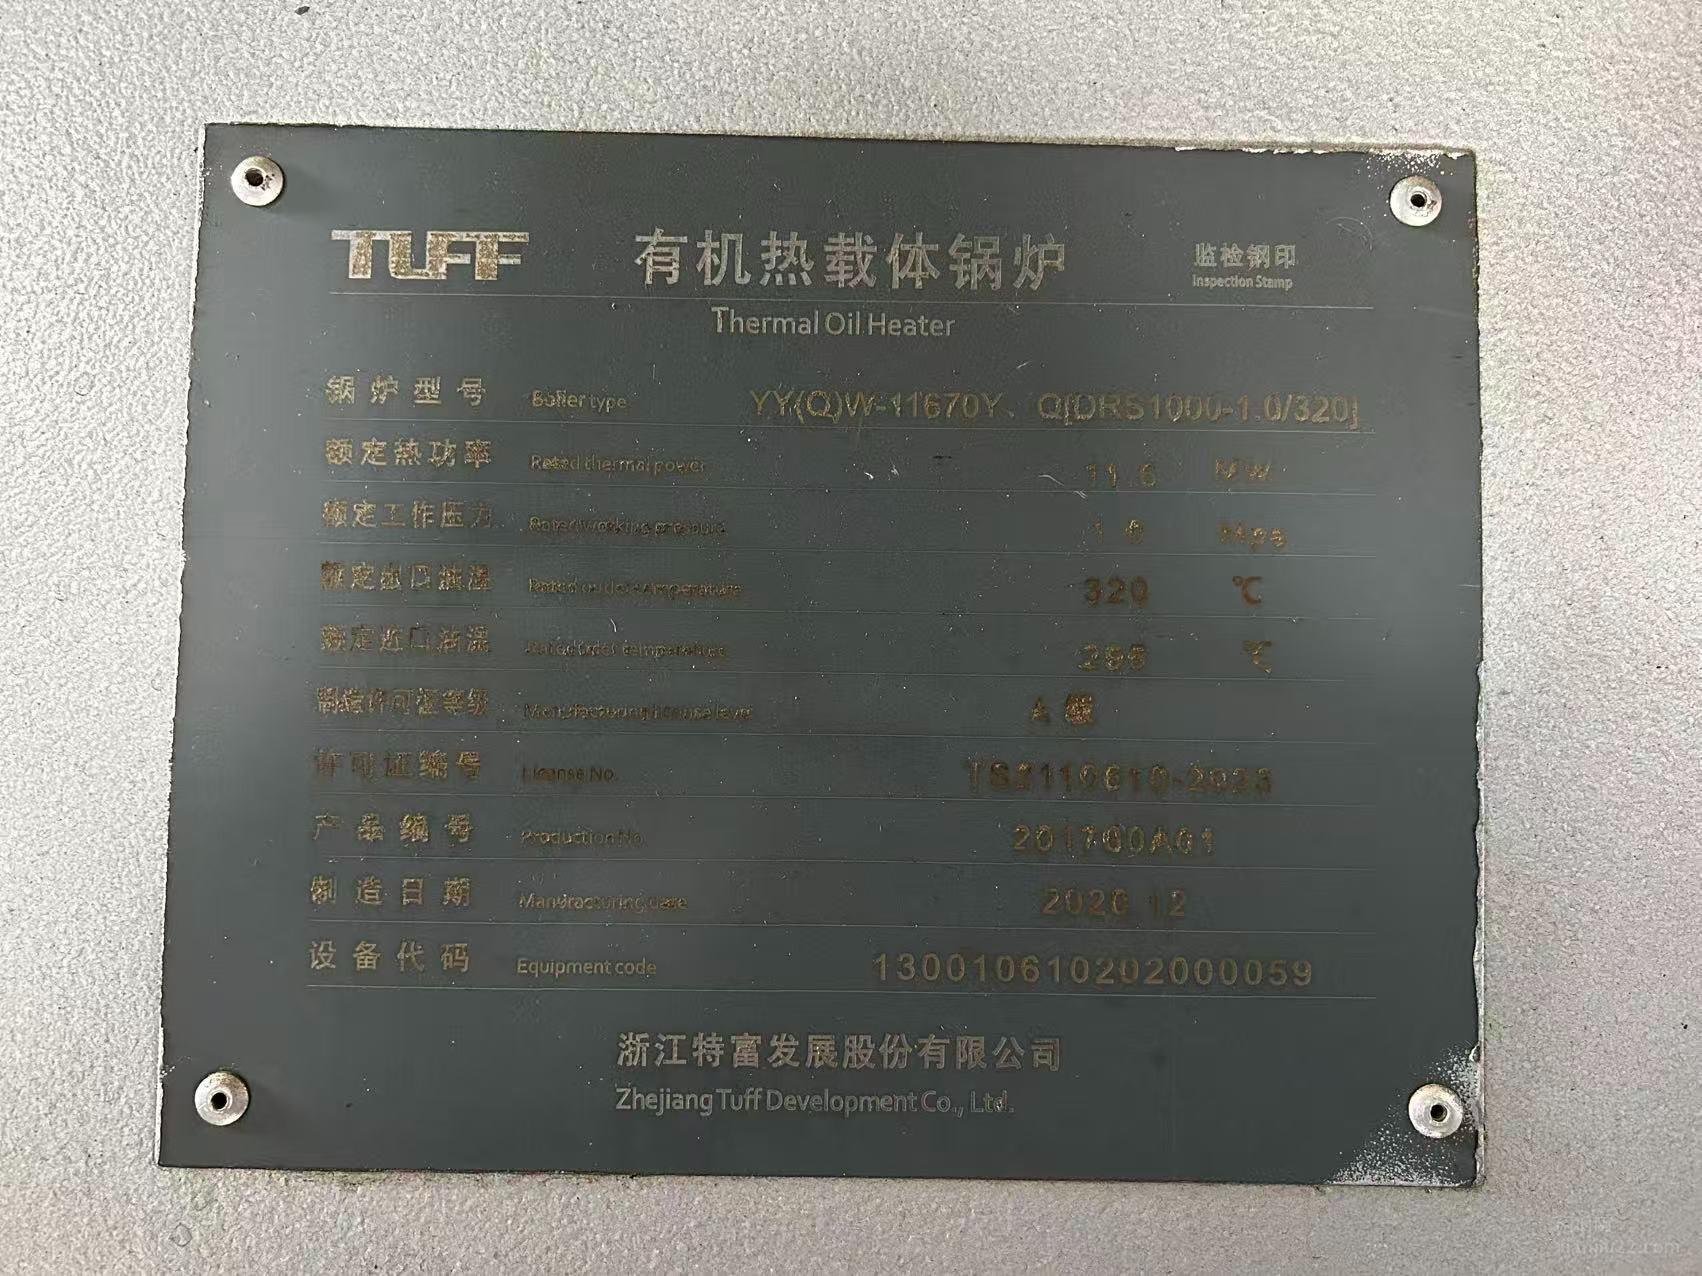 TUFF 有机热载体锅炉 监检钢印
Inspection Stamp
Thermal Oil Heater
锅炉型号 Boiler type YY(Q)W-11670Y、Q[DRS1000-1.0/320]
额定热功率 Rated thermal power 11.6 MW
额定工作压力 Rated working pressure 1.0 Mpa
额定出口油温 Rated outlet temperature 320 ℃
额定进口油温 Rated inlet temperature ℃
制造许可证等级 Manufacturing license level A 级
许可证编号 License No.
产品编号 Production No. 201700A01
制造日期 Manufacturing date 2020.12
设备代码 Equipment code 13001061020200 0059
浙江特富发展股份有限公司
Zhejiang Tuff Development Co., Ltd.